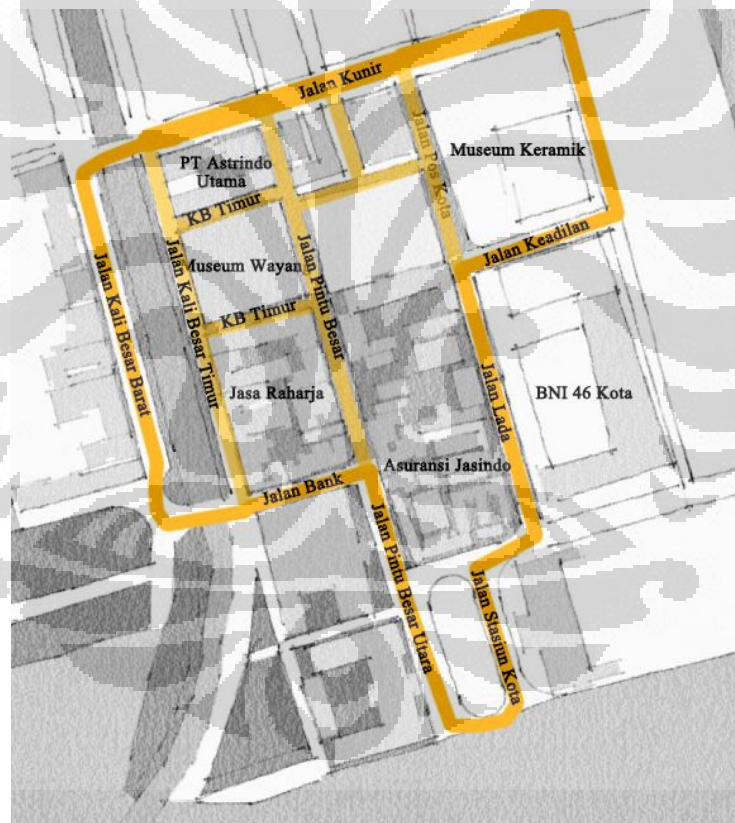 Jalan Kunir
PT Astrindo
Utama
Jalan Pos Kota
Museum Keramik
KB Timur
Jalan Keadilan
Museum Wayan
Jalan Kali Besar Barat
Jalan Kali Besar Timur
Jalan Pintu Besar
KB Timur
Jasa Raharja
Jalan Lada
BNI 46 Kota
Asuransi Jasindo
Jalan Bank
Jalan Pintu Besar Utara
Jalan Stasiun Kota